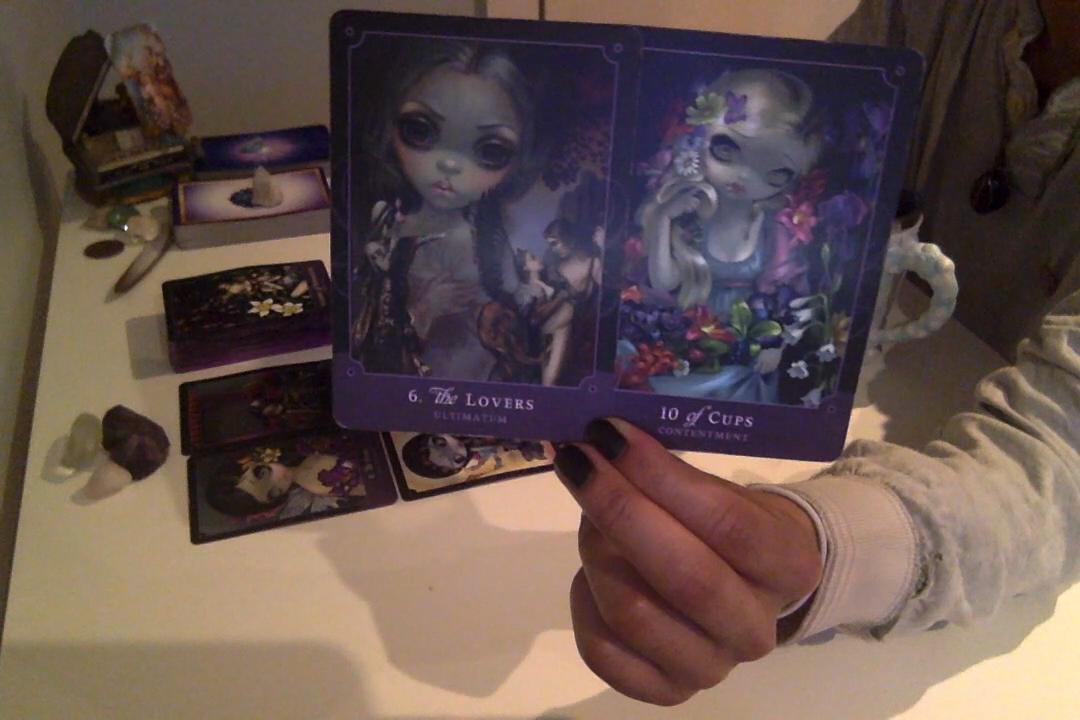 6. The LOVERS
ULTIMATUM
10 of CUPS
CONTENTMENT